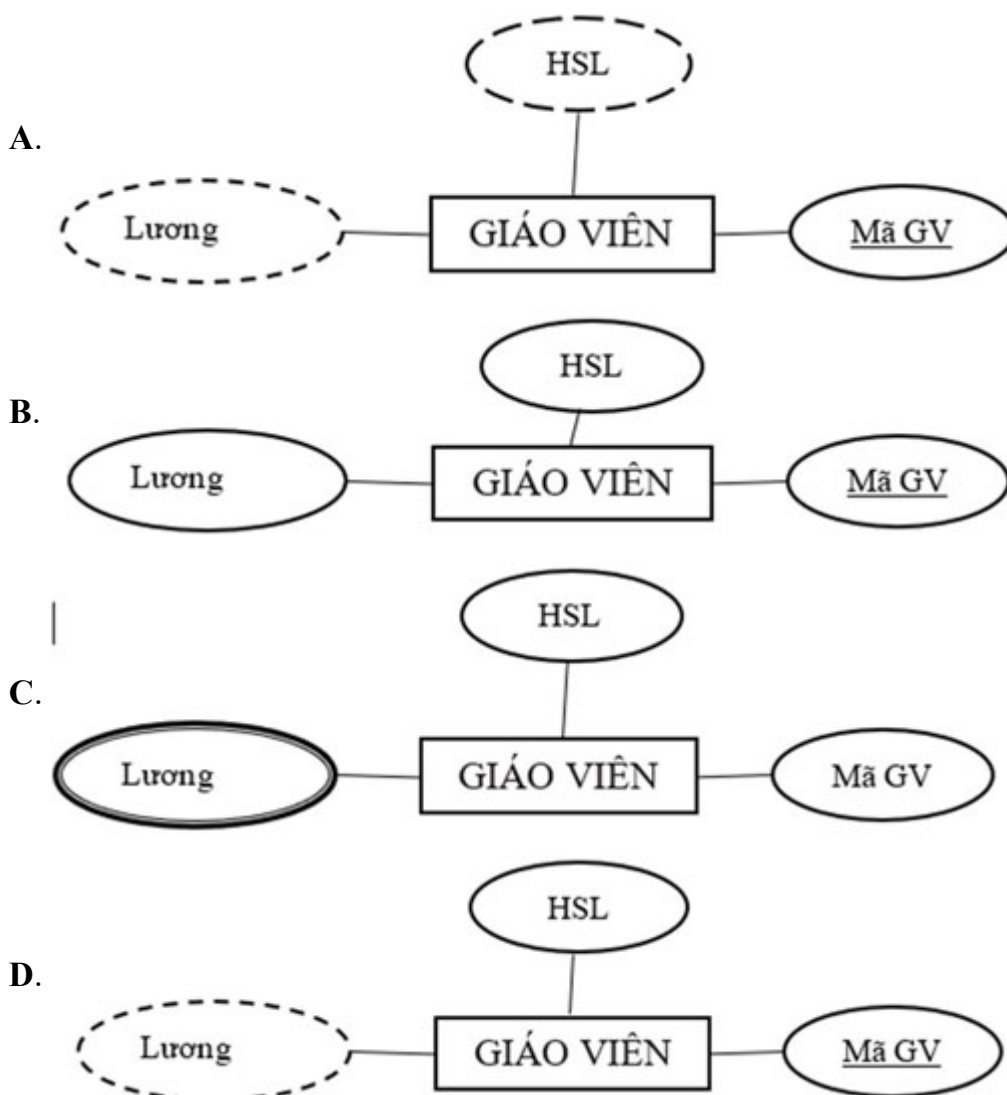 HSL
A.
Lương GIÁO VIÊN Mã GV
HSL
B.
Lương GIÁO VIÊN Mã GV
HSL
C.
Lương GIÁO VIÊN Mã GV
HSL
D.
Lương GIÁO VIÊN Mã GV